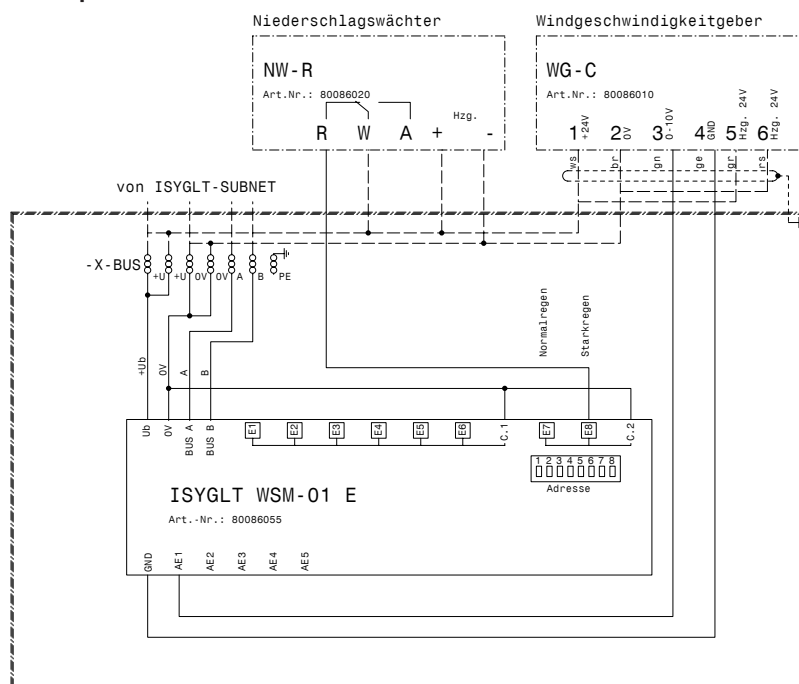 Niederschlagswächter
Windgeschwindigkeitgeber
NW-R
Art.Nr.: 80086020
Hzg.
R W A + -
WG-C
Art.Nr.: 80086010
1 +24V
2 0V
3 0-10V
4 GND
5 Hzg. 24V
6 Hzg. 24V
ws br gn ge gr rs
von ISYGLT-SUBNET
-X-BUS
+U +U 0V 0V A B PE
Normalregen
Starkregen
+Ub 0V A B
Ub 0V BUS A BUS B E1 E2 E3 E4 E5 E6 C.1 E7 E8 C.2
1 2 3 4 5 6 7 8
Adresse
ISYGLT WSM-01 E
Art.-Nr.: 80086055
GND AE1 AE2 AE3 AE4 AE5